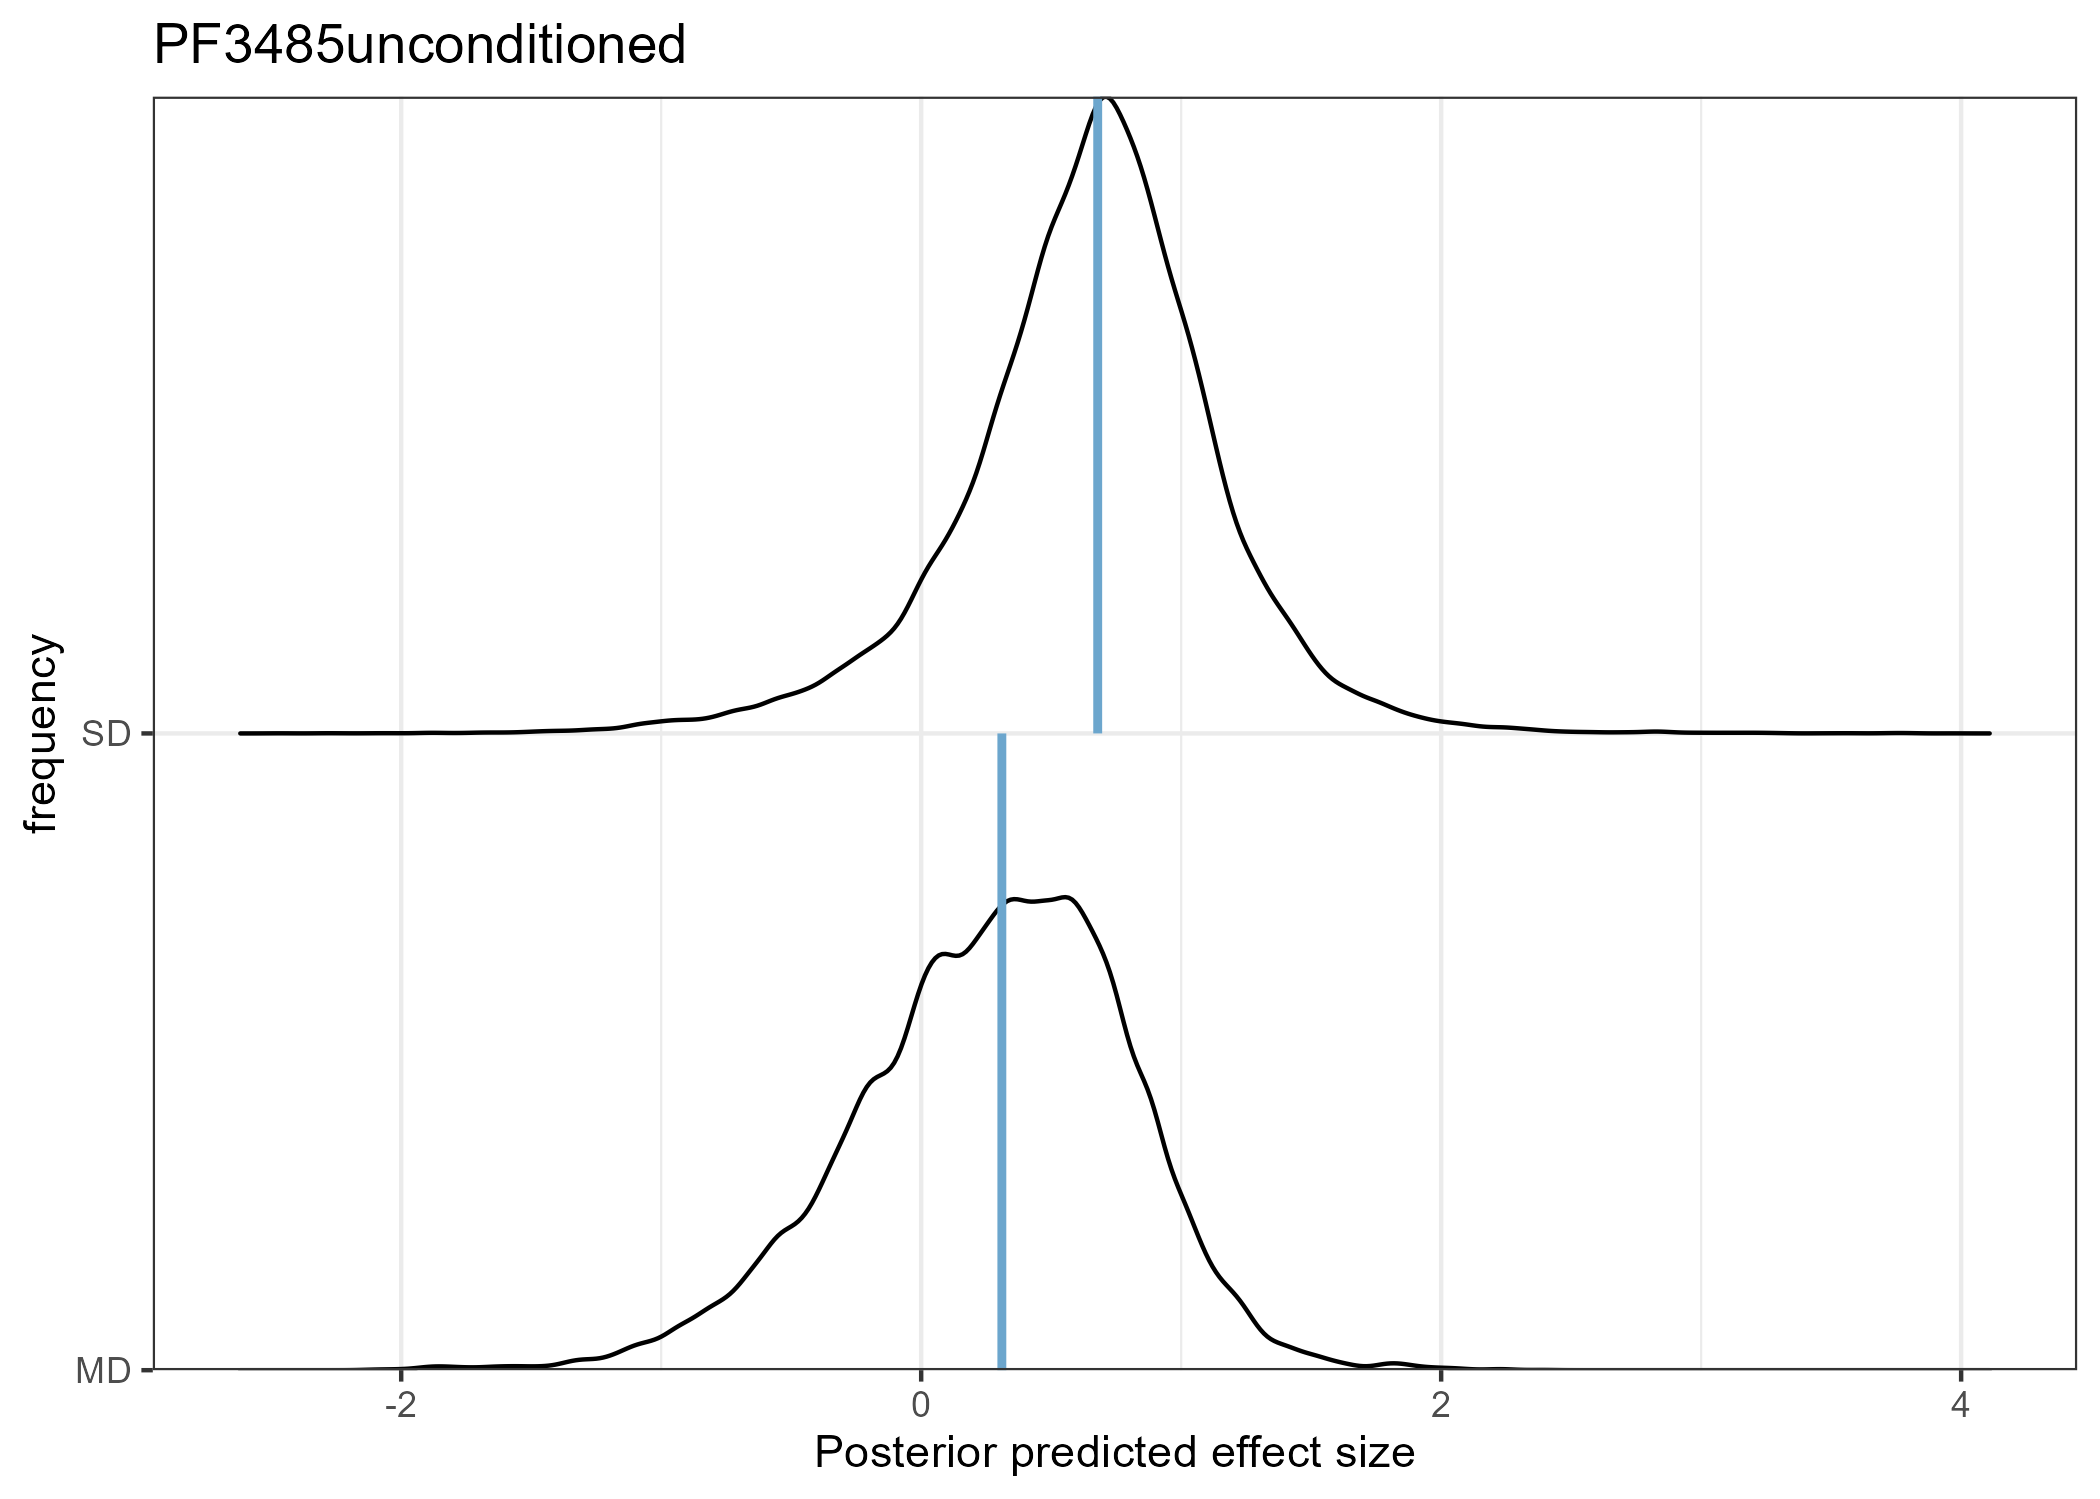 PF3485unconditioned
frequency
SD
MD
-2 0 2 4
Posterior predicted effect size